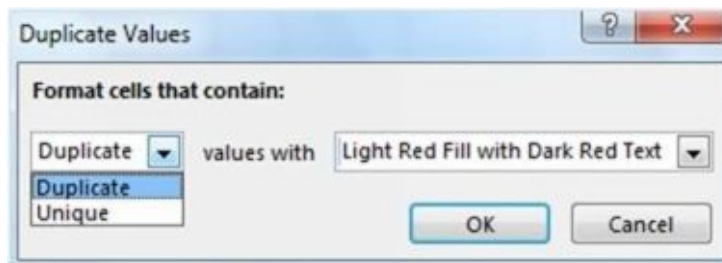 Duplicate Values
Format cells that contain:
Duplicate values with Light Red Fill with Dark Red Text
Duplicate
Unique
OK Cancel